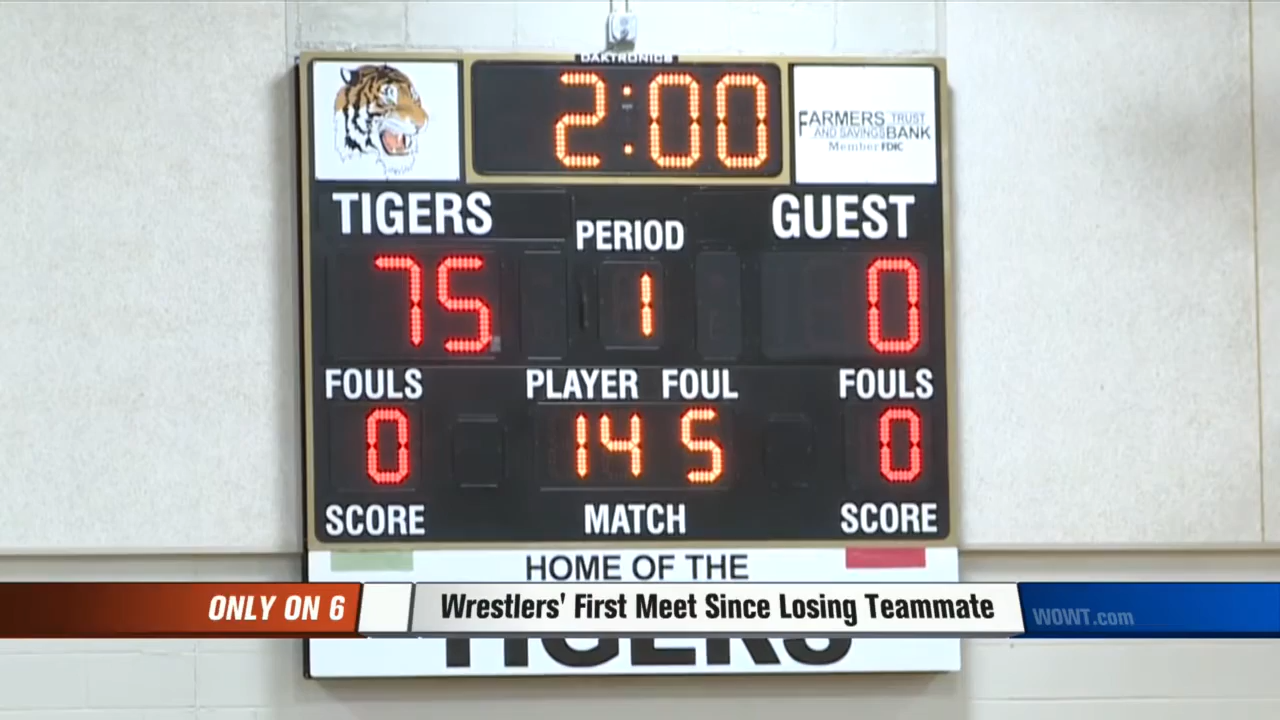 DAKTRONICS
2:00
FARMERS TRUST
AND SAVINGS BANK
Member FDIC
TIGERS
PERIOD
GUEST
75
1
0
FOULS
PLAYER FOUL
FOULS
0
14 5
0
SCORE
MATCH
SCORE
HOME OF THE
ONLY ON 6
Wrestlers' First Meet Since Losing Teammate
WOWT.com
TIGERS